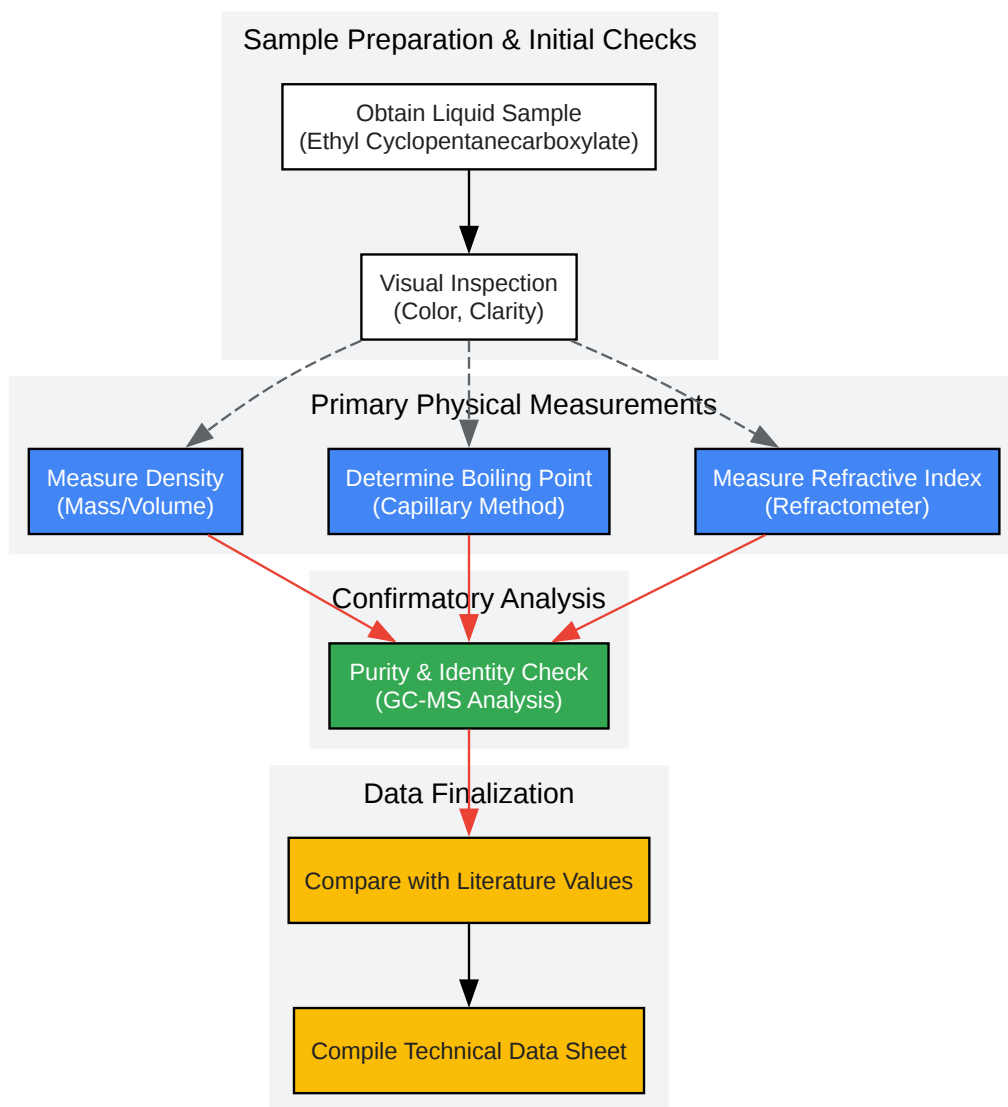 Sample Preparation & Initial Checks
Obtain Liquid Sample
(Ethyl Cyclopentanecarboxylate)
Visual Inspection
(Color, Clarity)
Primary Physical Measurements
Measure Density
(Mass/Volume)
Determine Boiling Point
(Capillary Method)
Measure Refractive Index
(Refractometer)
Confirmatory Analysis
Purity & Identity Check
(GC-MS Analysis)
Data Finalization
Compare with Literature Values
Compile Technical Data Sheet